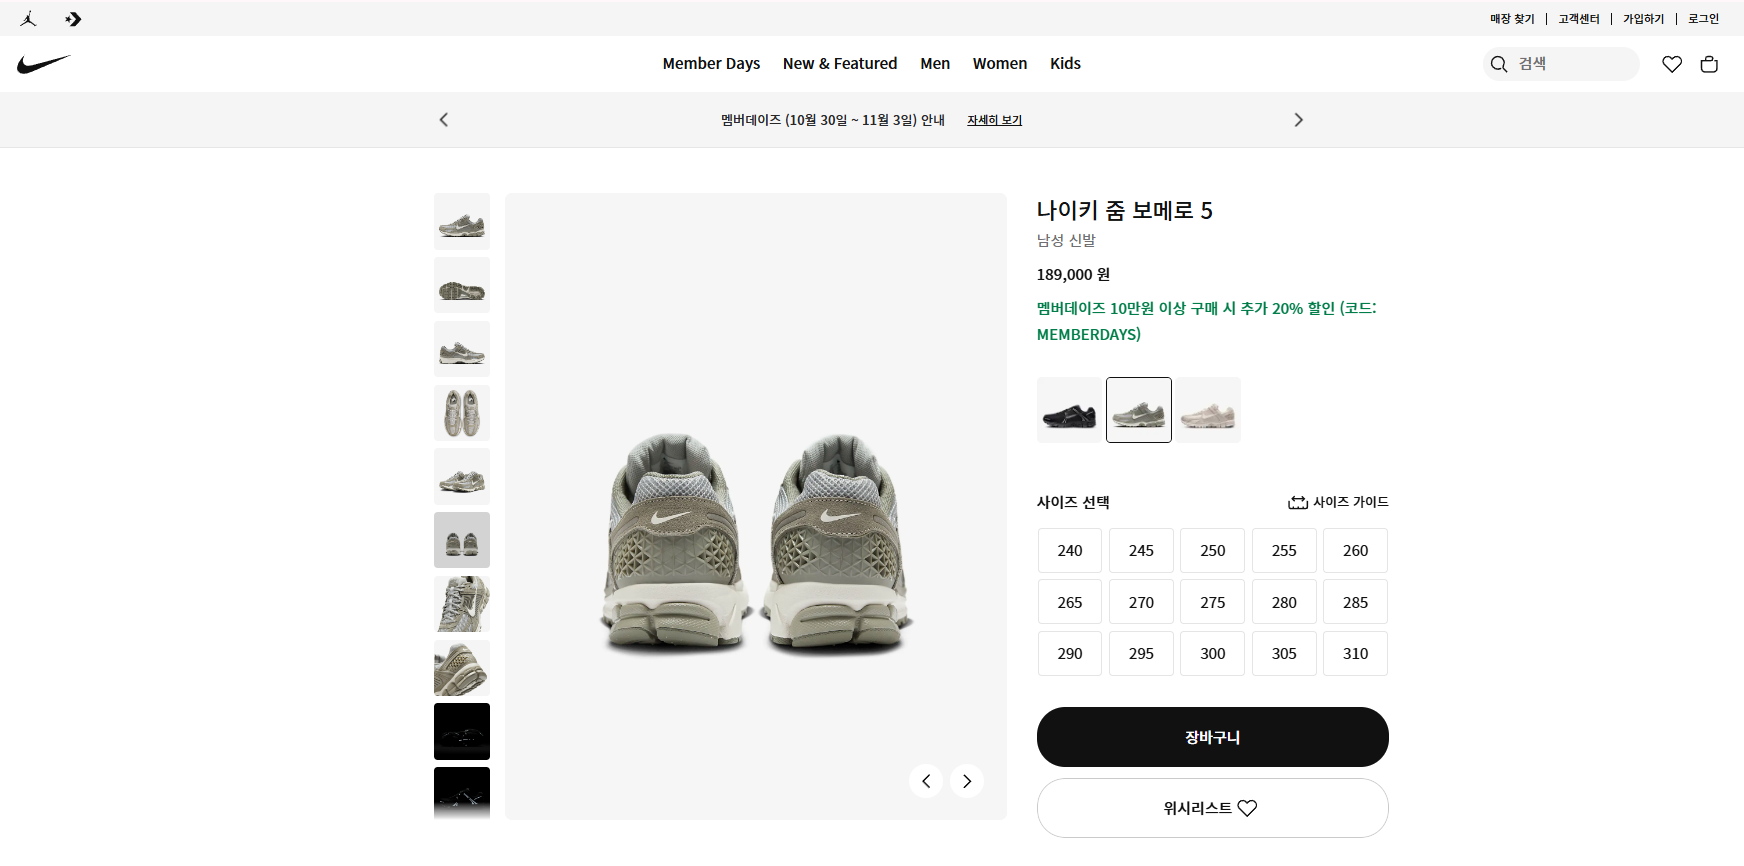 매장 찾기 | 고객센터 | 가입하기 | 로그인
Member Days New & Featured Men Women Kids
검색
멤버데이즈 (10월 30일 ~ 11월 3일) 안내 자세히 보기
나이키 줌 보메로 5
남성 신발
189,000 원
멤버데이즈 10만원 이상 구매 시 추가 20% 할인 (코드:
MEMBERDAYS)
사이즈 선택 사이즈 가이드
240 245 250 255 260
265 270 275 280 285
290 295 300 305 310
장바구니
위시리스트